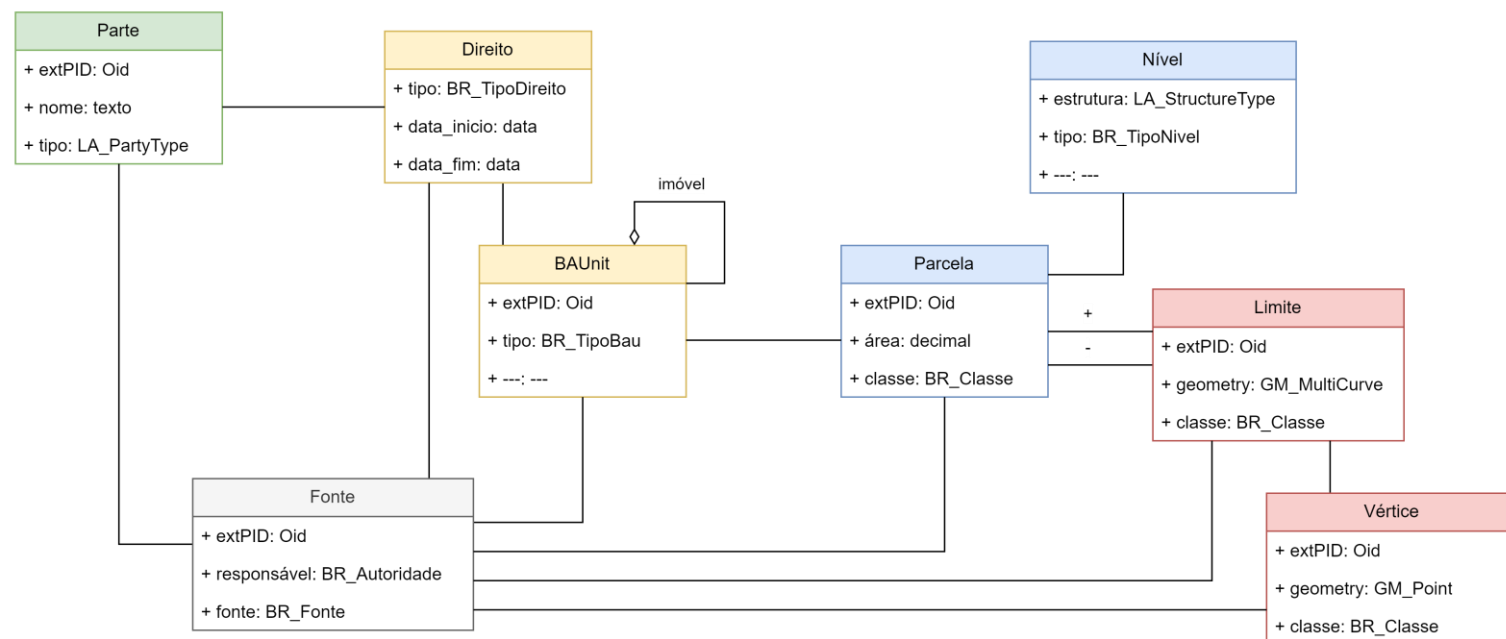 Parte
+ extPID: Oid
+ nome: texto
+ tipo: LA_PartyType
Direito
+ tipo: BR_TipoDireito
+ data_inicio: data
+ data_fim: data
Nível
+ estrutura: LA_StructureType
+ tipo: BR_TipoNivel
+ ---: ---
imóvel
BAUnit
+ extPID: Oid
+ tipo: BR_TipoBau
+ ---: ---
Parcela
+ extPID: Oid
+ área: decimal
+ classe: BR_Classe
+
-
Limite
+ extPID: Oid
+ geometry: GM_MultiCurve
+ classe: BR_Classe
Fonte
+ extPID: Oid
+ responsável: BR_Autoridade
+ fonte: BR_Fonte
Vértice
+ extPID: Oid
+ geometry: GM_Point
+ classe: BR_Classe